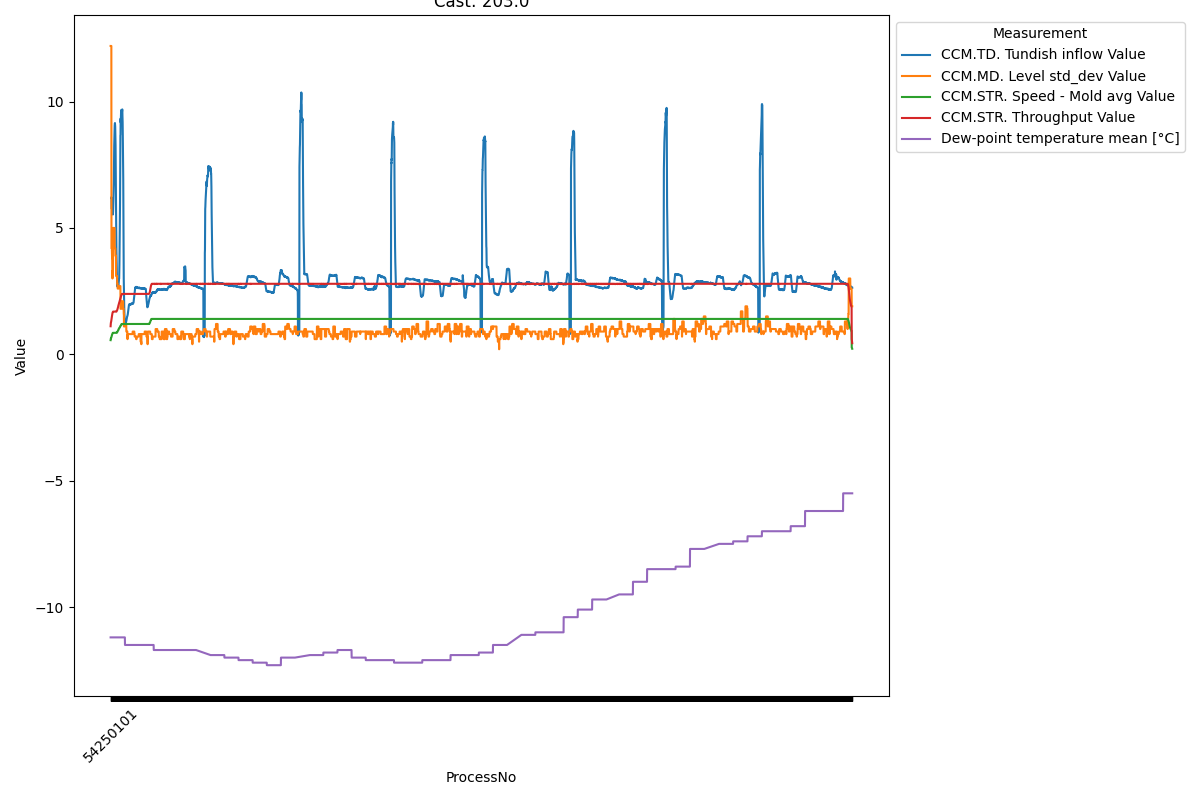 Cast: 203.0
Measurement
CCM.TD. Tundish inflow Value
CCM.MD. Level std_dev Value
CCM.STR. Speed - Mold avg Value
CCM.STR. Throughput Value
Dew-point temperature mean [°C]
10
5
0
−5
−10
Value
54250101
ProcessNo